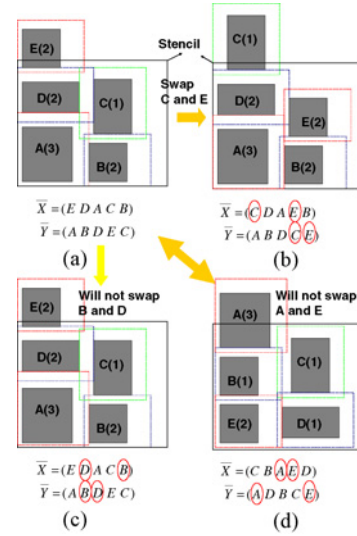 E(2)
C(1)
D(2)
A(3)
B(2)
X = (E D A C B)
Y = (A B D E C)
(a)
Stencil
Swap
C and E
C(1)
D(2)
E(2)
A(3)
B(2)
X = (C D A E B)
Y = (A B D C E)
(b)
Will not swap
B and D
E(2)
D(2)
C(1)
A(3)
B(2)
X = (E D A C B)
Y = (A B D E C)
(c)
Will not swap
A and E
A(3)
C(1)
B(1)
E(2)
D(1)
X = (C B A E D)
Y = (A D B C E)
(d)